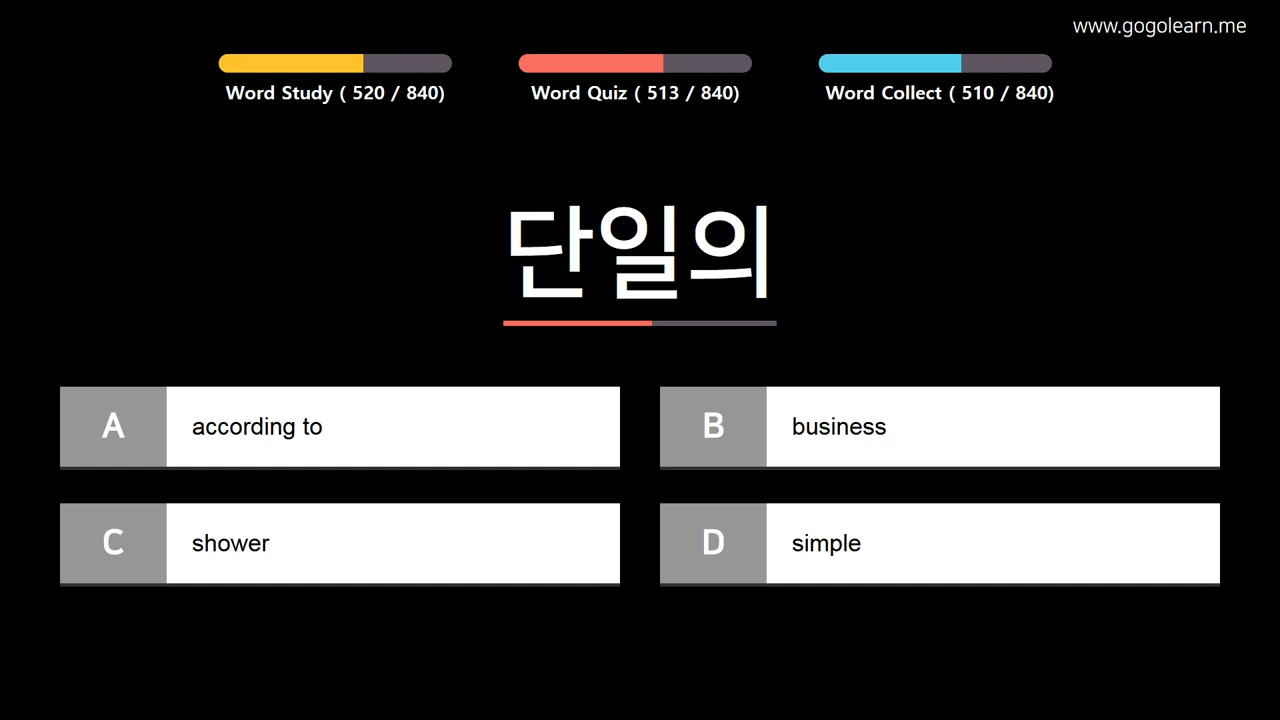 www.gogolearn.me
Word Study ( 520 / 840)
Word Quiz ( 513 / 840)
Word Collect ( 510 / 840)
단일의
A
according to
B
business
C
shower
D
simple